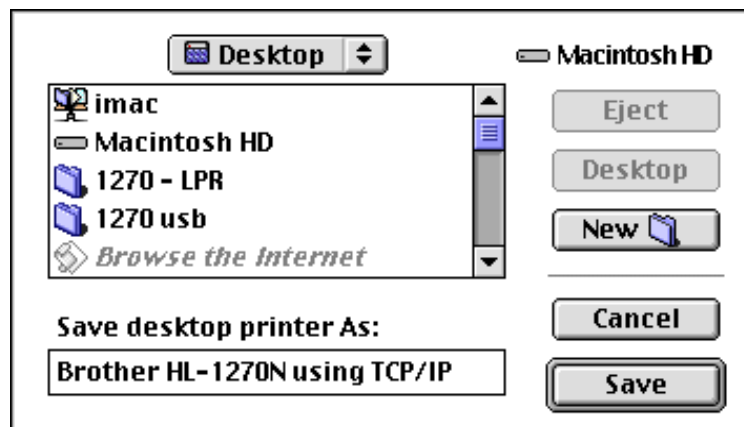 Desktop
Macintosh HD
imac
Macintosh HD
1270 - LPR
1270 usb
Browse the Internet
Eject
Desktop
New
Save desktop printer As:
Brother HL-1270N using TCP/IP
Cancel
Save